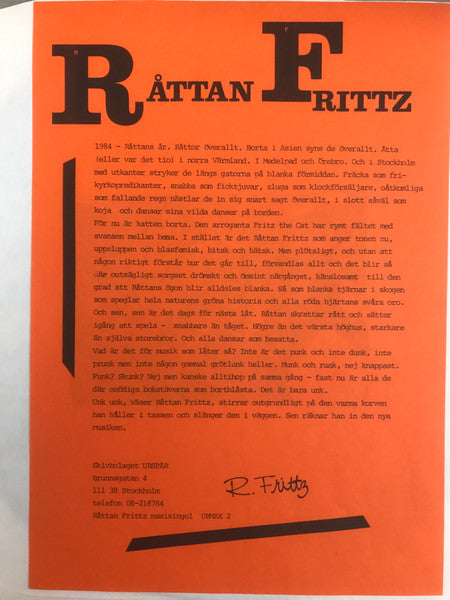 RÅTTAN FRITTZ
1984 - Råttans år. Råttor överallt. Borta i Asien syns de överallt. Åtta
(eller var det tio) i norra Värmland. I Medelpad och Örebro. Och i Stockholm
med utkanter stryker de längs gatorna på blanka förmiddan. Fräcka som fri-
kyrkopredikanter, snabba som ficktjuvar, sluga som klockförsäljare, oåtkomliga
som fallande regn nästlar de in sig snart sagt överallt, i slott såväl som
koja och dansar sina vilda danser på borden.
För nu är katten borta. Den arroganta Fritz the Cat har rymt fältet med
svansen mellan bena. I stället är det Råttan Frittz som anger tonen nu,
uppeluppen och blasfemisk, bitsk och hätsk. Men plötsligt, och utan att
någon riktigt förstår hur det går till, förvandlas allt och det blir så
där outsägligt sorgset drömskt och ömsint närgånget, känslosamt till den
grad att Råttans ögon blir alldeles blanka. Så som blanka tjärnar i skogen
som speglar hela naturens gröna historia och alla röda hjärtans svåra oro.
Och sen, sen är det dags för nästa låt. Råttan skrattar rått och sätter
igång att spela - snabbare än tåget. Högre än det värsta höghus, starkare
än själva storebror. Och alla dansar som besatta.
Vad är det för musik som låter så? Inte är det punk och inte dunk, inte
prunk men inte någon gammal grötlunk heller. Munk och runk, nej knappast.
Funk? Skunk? Nej men kanske alltihop på samma gång - fast nu är alla de
där onödiga bokstäverna som bortblåsta. Det är bara unk.
Unk unk, väser Råttan Frittz, stirrar outgrundligt på den varma korven
han håller i tassen och slänger den i väggen. Sen räknar han in den nya
musiken.
Skivbolaget URSPÅR
Brunnsgatan 4
111 38 Stockholm
telefon 08-218784
Råttan Frittz maxisingel URMAX 2
R. Frittz